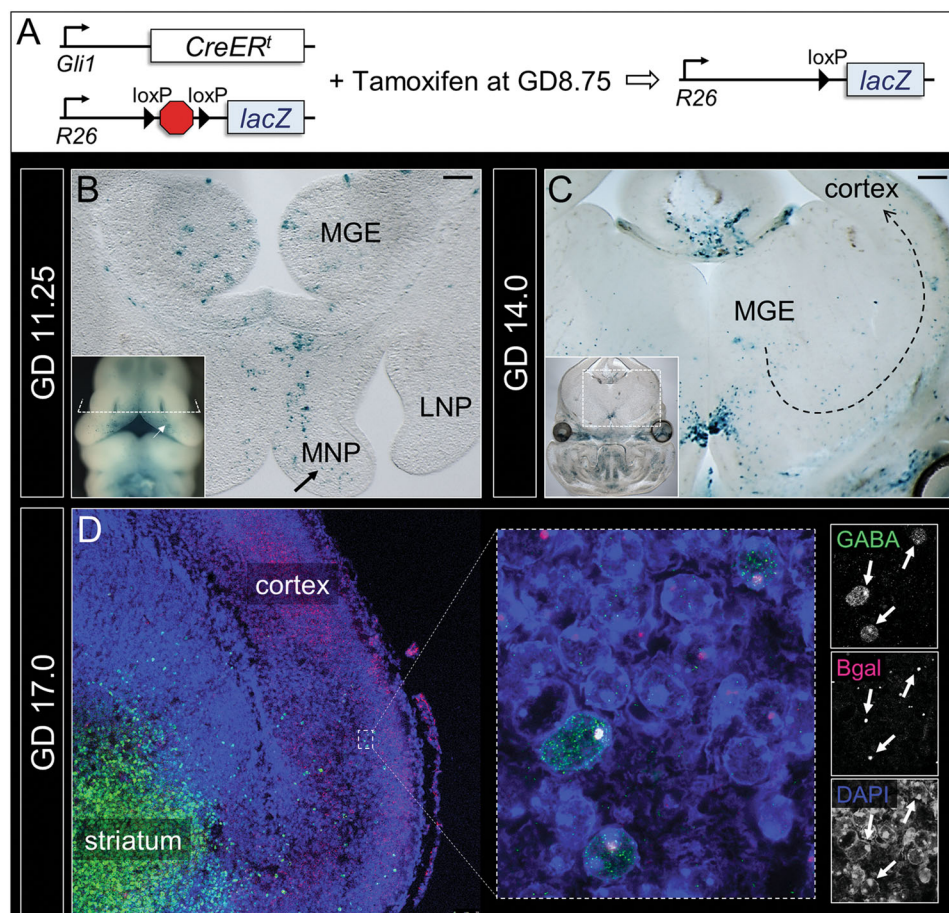 A
Gli1
CreERᵗ
loxP loxP
R26
lacZ
+ Tamoxifen at GD8.75
loxP
R26
lacZ
GD 11.25
B
MGE
LNP
MNP
GD 14.0
C
cortex
MGE
GD 17.0
D
cortex
striatum
GABA
Bgal
DAPI